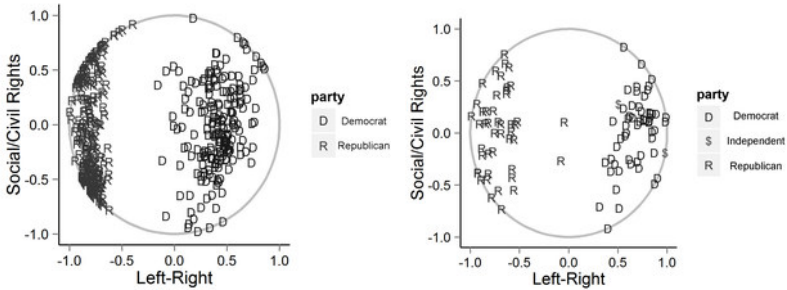 1.0
0.5
0.0
-0.5
-1.0
Social/Civil Rights
-1.0 -0.5 0.0 0.5 1.0
Left-Right
party
D Democrat
R Republican
1.0
0.5
0.0
-0.5
-1.0
Social/Civil Rights
-1.0 -0.5 0.0 0.5 1.0
Left-Right
party
D Democrat
$ Independent
R Republican